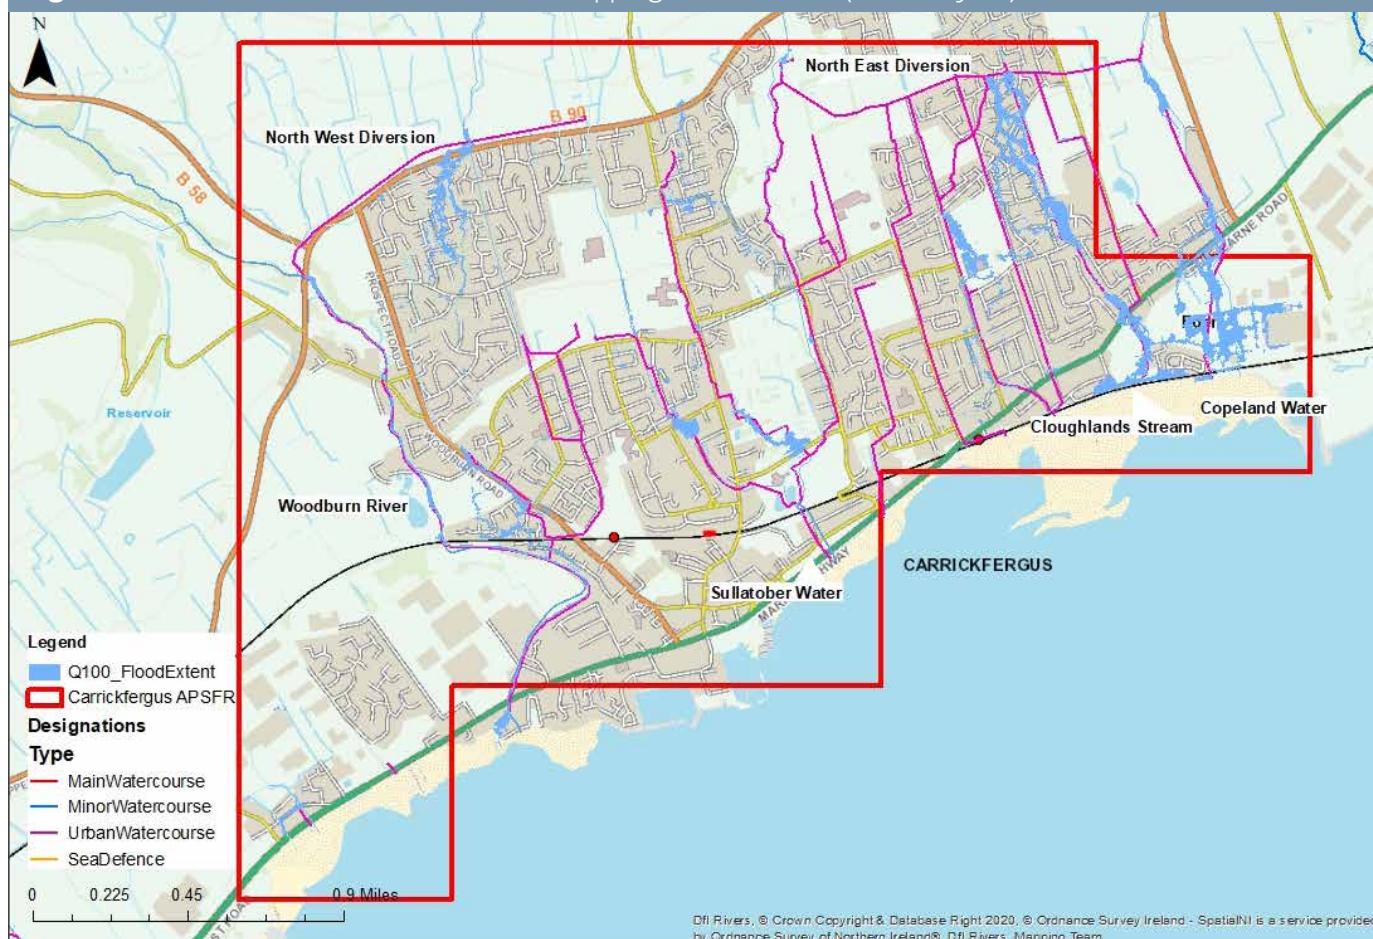 N
North East Diversion
North West Diversion
B 90
B 58
PROSPECT ROAD
LARNE ROAD
Reservoir
Copeland Water
Cloughlands Stream
WOODBURN ROAD
Woodburn River
CARRICKFERGUS
Sullatober Water
Legend
Q100_FloodExtent
Carrickfergus APSFR
Designations
Type
MainWatercourse
MinorWatercourse
UrbanWatercourse
SeaDefence
0 0.225 0.45 0.9 Miles
DfI Rivers, © Crown Copyright & Database Right 2020, © Ordnance Survey Ireland - SpatialNI is a service provided
by Ordnance Survey of Northern Ireland®, DfI Rivers, Mapping Team